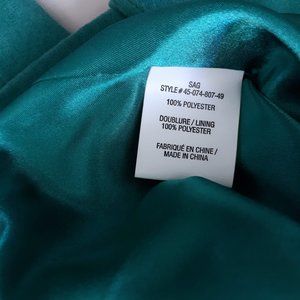 SAG
STYLE # 45-074-807-49
100% POLYESTER
DOUBLURE / LINING
100% POLYESTER
FABRIQUÉ EN CHINE /
MADE IN CHINA